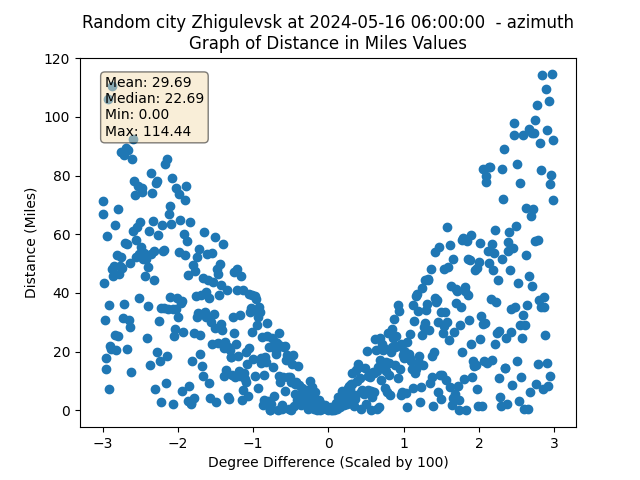 Random city Zhigulevsk at 2024-05-16 06:00:00  - azimuth
Graph of Distance in Miles Values
120
100
80
60
40
20
0
Distance (Miles)
Mean: 29.69
Median: 22.69
Min: 0.00
Max: 114.44
−3
−2
−1
0
1
2
3
Degree Difference (Scaled by 100)